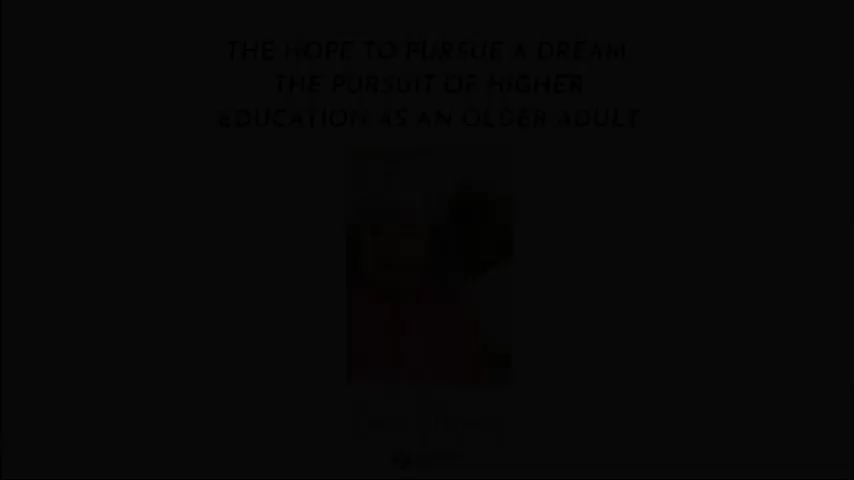 THE HOPE TO PURSUE A DREAM
THE PURSUIT OF HIGHER
EDUCATION AS AN OLDER ADULT